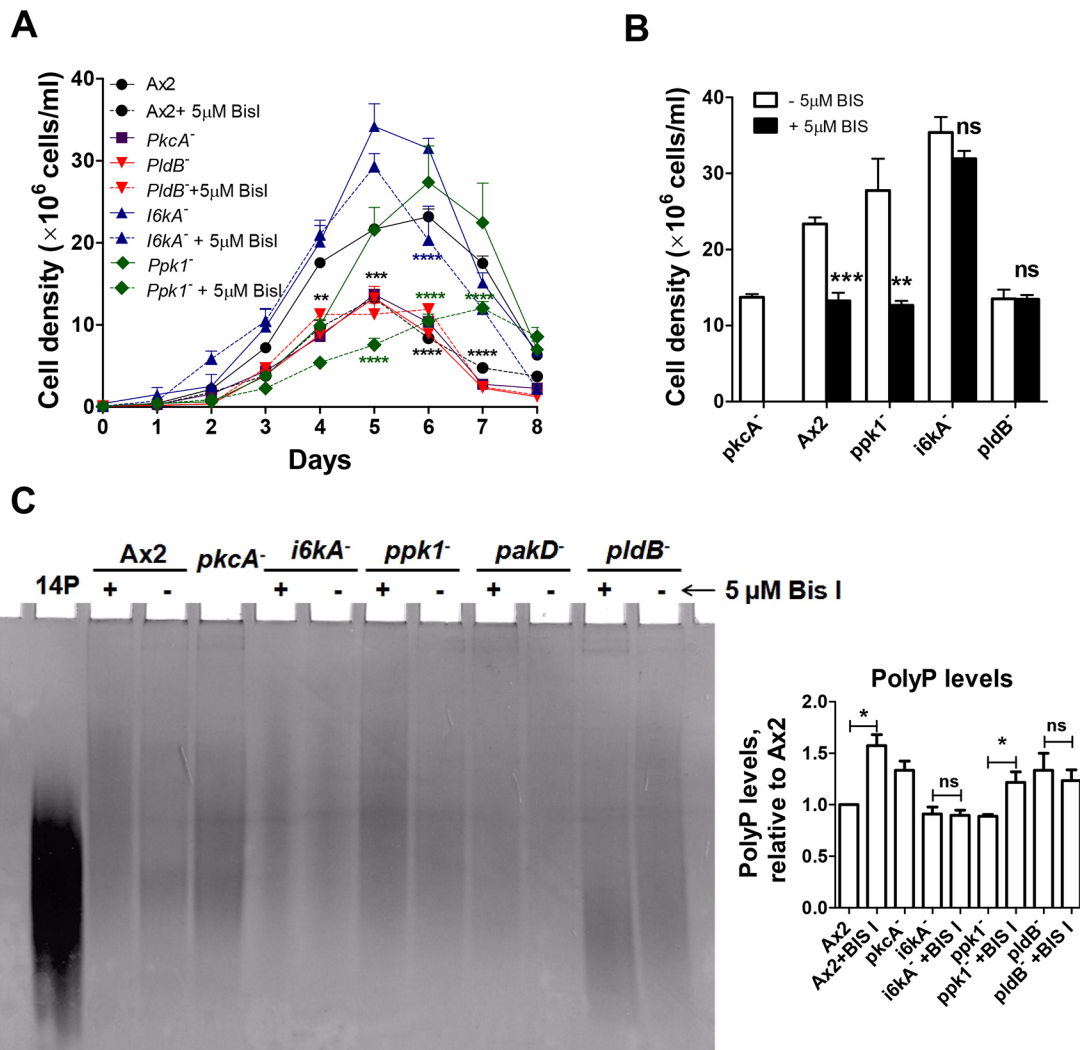 A
Cell density (×10⁶ cells/ml)
40
30
20
10
0
Ax2
Ax2+ 5µM BisI
PkcA⁻
PldB⁻
PldB⁻+5µM BisI
I6kA⁻
I6kA⁻ + 5µM BisI
Ppk1⁻
Ppk1⁻ + 5µM BisI
**
***
****
****
****
****
****
****
0 1 2 3 4 5 6 7 8
Days
B
Cell density (×10⁶ cells/ml)
40
30
20
10
0
- 5µM BIS
+ 5µM BIS
***
**
ns
ns
pkcA⁻
Ax2
ppk1⁻
i6kA⁻
pldB⁻
C
Ax2 pkcA⁻ i6kA⁻ ppk1⁻ pakD⁻ pldB⁻
14P + - + - + - + - + - ← 5 µM Bis I
PolyP levels
PolyP levels,
relative to Ax2
2.0
1.5
1.0
0.5
0.0
*
ns
*
ns
Ax2
Ax2+BIS I
pkcA⁻
i6kA⁻
i6kA⁻ +BIS I
ppk1⁻
ppk1⁻ +BIS I
pldB⁻
pldB⁻ +BIS I